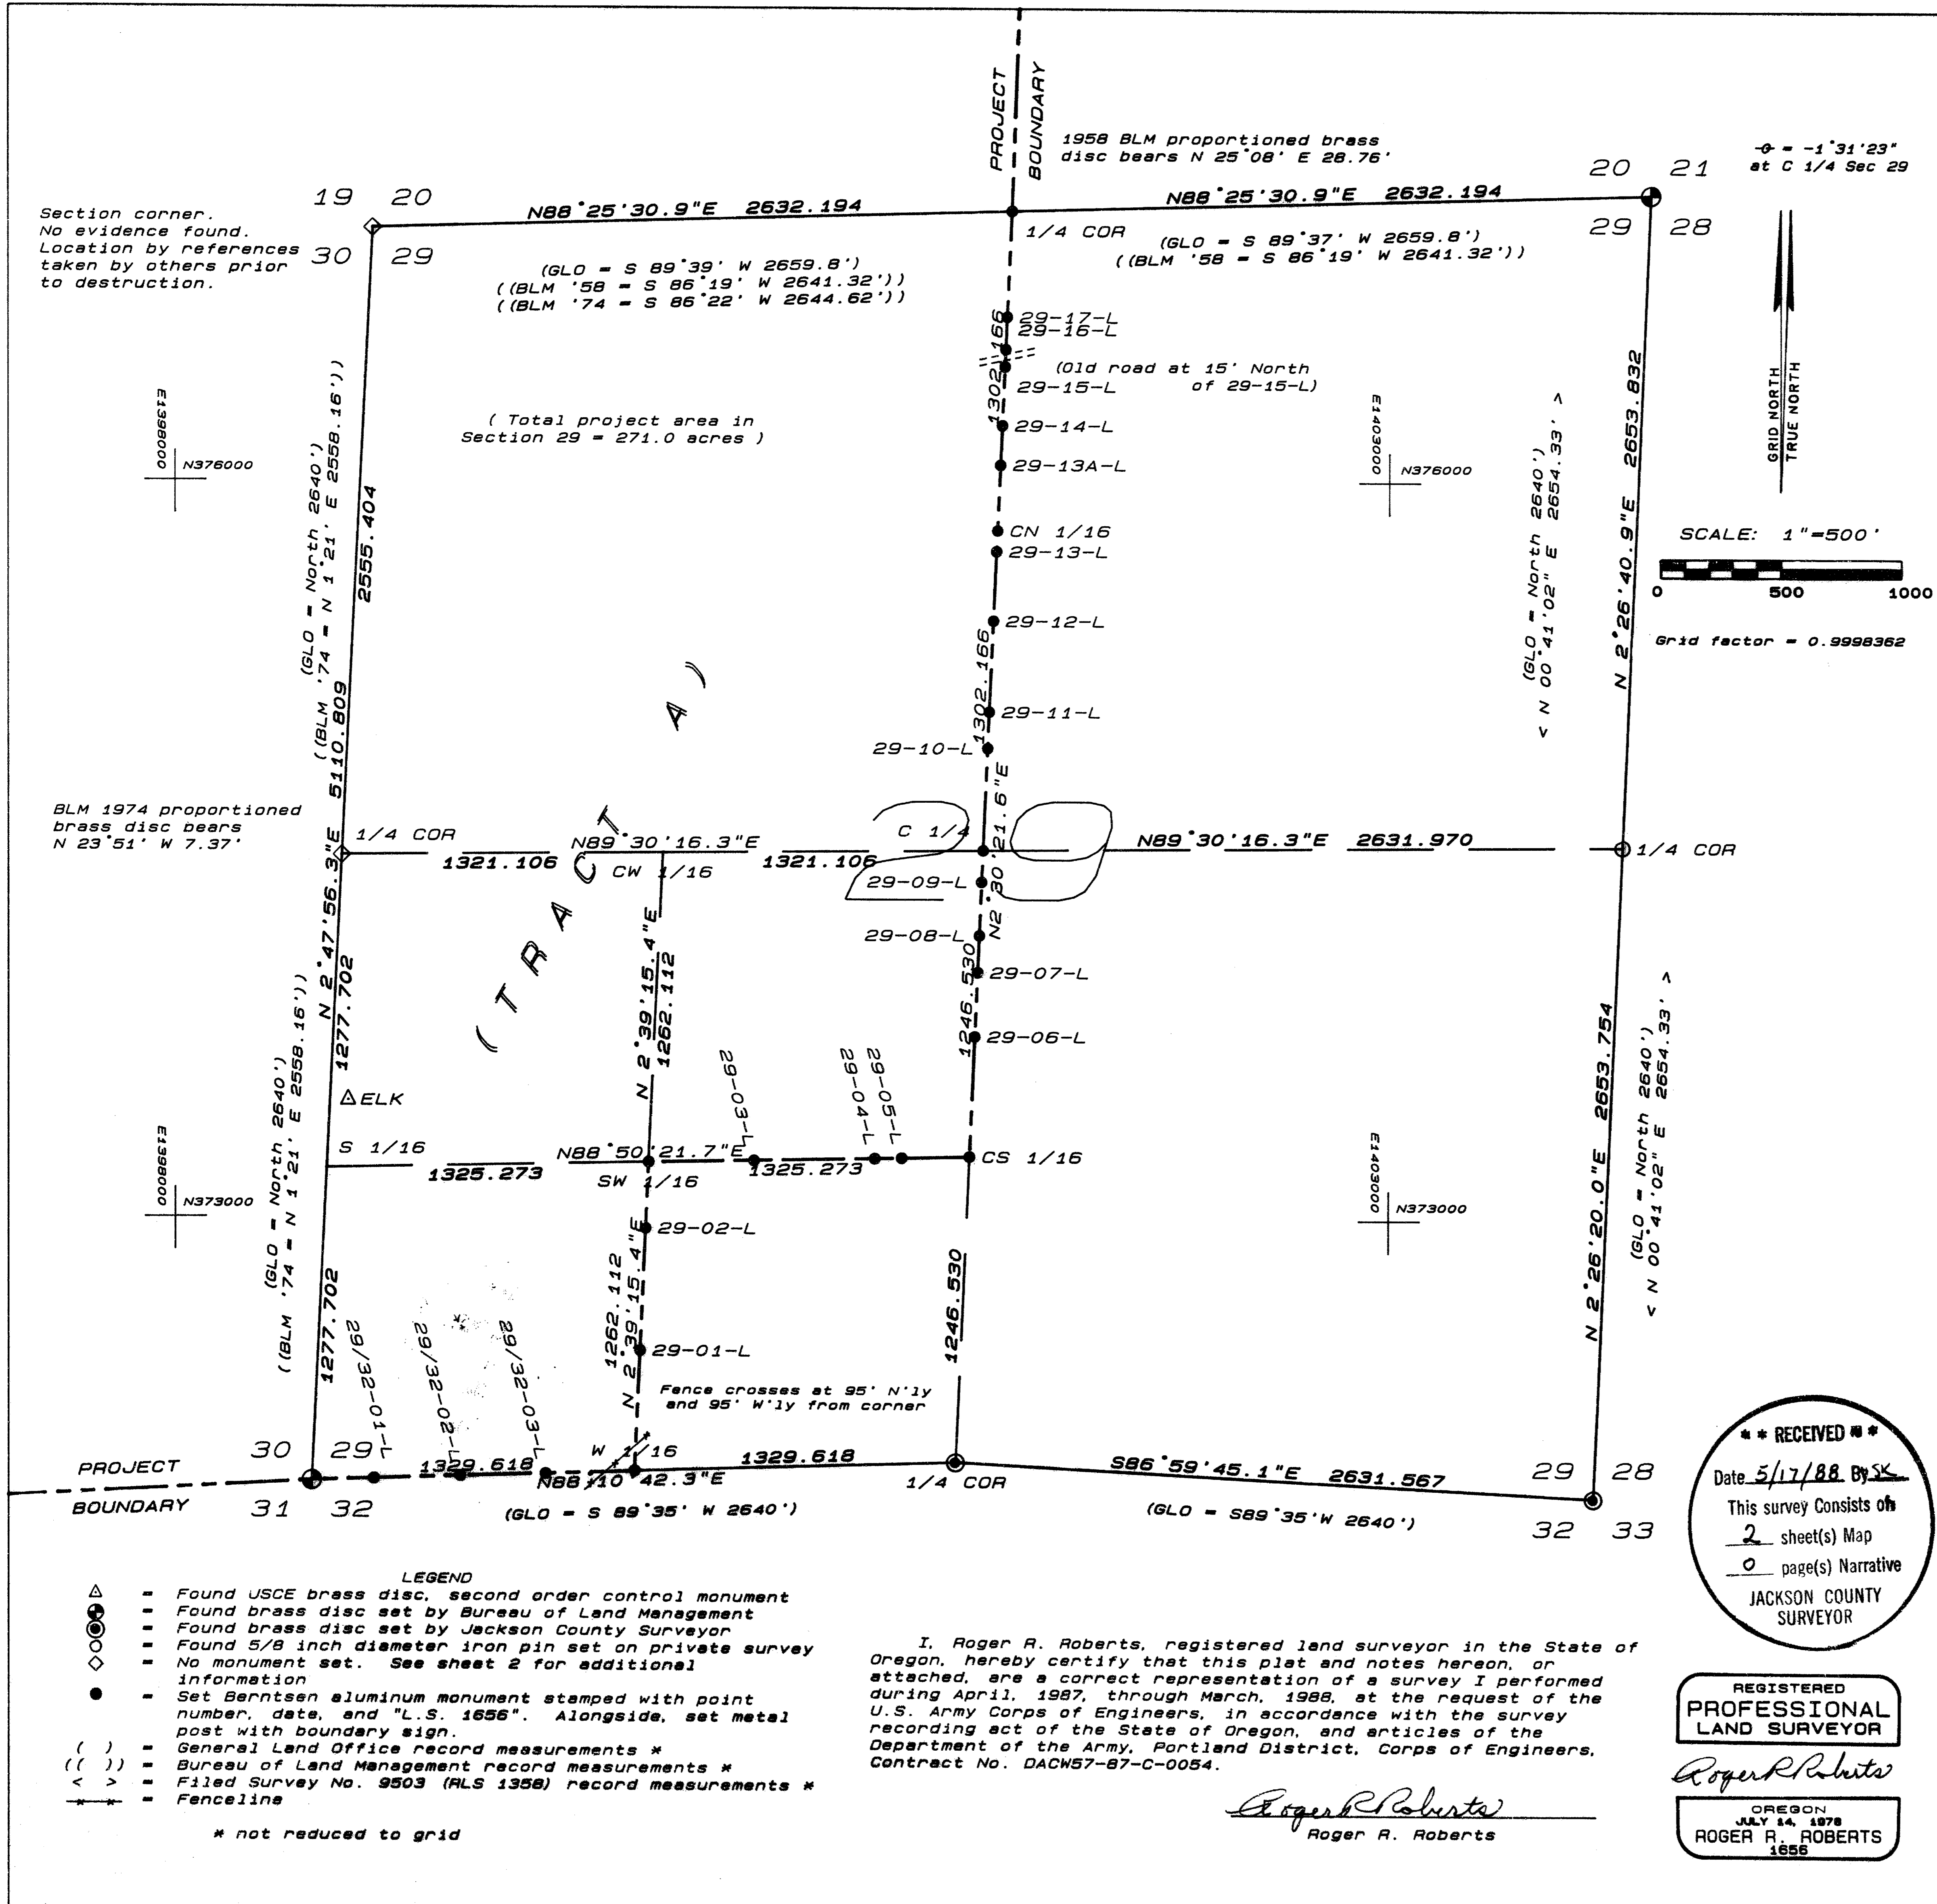 PROJECT
BOUNDARY
1958 BLM proportioned brass
disc bears N 25°08' E 28.76'
-θ- = -1°31'23"
at C 1/4 Sec 29
19 20
30 29
20 21
29 28
Section corner.
No evidence found.
Location by references
taken by others prior
to destruction.
N88°25'30.9"E 2632.194
N88°25'30.9"E 2632.194
1/4 COR
(GLO = S 89°39' W 2659.8')
((BLM '58 = S 86°19' W 2641.32'))
((BLM '74 = S 86°22' W 2644.62'))
(GLO = S 89°37' W 2659.8')
((BLM '58 = S 86°19' W 2641.32'))
29-17-L
29-16-L
1302.166
(Old road at 15' North
of 29-15-L)
29-15-L
29-14-L
29-13A-L
CN 1/16
29-13-L
29-12-L
1302.166
29-11-L
29-10-L
( Total project area in
Section 29 = 271.0 acres )
E1398000
N376000
E1403000
N376000
GRID NORTH
TRUE NORTH
SCALE: 1"=500'
0 500 1000
Grid factor = 0.9998362
(GLO = North 2640')
((BLM '74 = N 1°21' E 2558.16'))
2555.404
N 2°47'56.3"E 5110.809
(GLO = North 2640')
< N 00°41'02" E 2654.33' >
N 2°26'40.9"E 2653.832
( TRACT A )
29
BLM 1974 proportioned
brass disc bears
N 23°51' W 7.37'
1/4 COR
N89°30'16.3"E
1321.106
CW 1/16
1321.106
C 1/4
N89°30'16.3"E 2631.970
1/4 COR
N2°30'21.6"E
29-09-L
29-08-L
29-07-L
1246.530
29-06-L
N 2°39'15.4"E
1262.112
1277.702
(GLO = North 2640')
((BLM '74 = N 1°21' E 2558.16'))
ELK
S 1/16
N88°50'21.7"E
1325.273
SW 1/16
1325.273
29-03-L
29-04-L
29-05-L
CS 1/16
E1398000
N373000
E1403000
N373000
(GLO = North 2640')
< N 00°41'02" E 2654.33' >
N 2°26'20.0"E 2653.754
29-02-L
1262.112
N 2°39'15.4"E
29-01-L
1246.530
1277.702
29/32-01-L
29/32-02-L
29/32-03-L
Fence crosses at 95' N'ly
and 95' W'ly from corner
PROJECT
BOUNDARY
30 29
31 32
1329.618
W 1/16
N88°10'42.3"E
1329.618
1/4 COR
(GLO = S 89°35' W 2640')
S86°59'45.1"E 2631.567
(GLO = S89°35'W 2640')
29 28
32 33
LEGEND
= Found USCE brass disc, second order control monument
= Found brass disc set by Bureau of Land Management
= Found brass disc set by Jackson County Surveyor
= Found 5/8 inch diameter iron pin set on private survey
= No monument set. See sheet 2 for additional
information
= Set Berntsen aluminum monument stamped with point
number, date, and "L.S. 1656". Alongside, set metal
post with boundary sign.
( ) = General Land Office record measurements *
(( )) = Bureau of Land Management record measurements *
< > = Filed Survey No. 9503 (RLS 1358) record measurements *
= Fenceline
* not reduced to grid
I, Roger R. Roberts, registered land surveyor in the State of
Oregon, hereby certify that this plat and notes hereon, or
attached, are a correct representation of a survey I performed
during April, 1987, through March, 1988, at the request of the
U.S. Army Corps of Engineers, in accordance with the survey
recording act of the State of Oregon, and articles of the
Department of the Army, Portland District, Corps of Engineers,
Contract No. DACW57-87-C-0054.
Roger R Roberts
Roger R. Roberts
* * RECEIVED * *
Date 5/17/88 By SK
This survey Consists of
2 sheet(s) Map
0 page(s) Narrative
JACKSON COUNTY
SURVEYOR
REGISTERED
PROFESSIONAL
LAND SURVEYOR
Roger R Roberts
OREGON
JULY 14, 1978
ROGER R. ROBERTS
1656